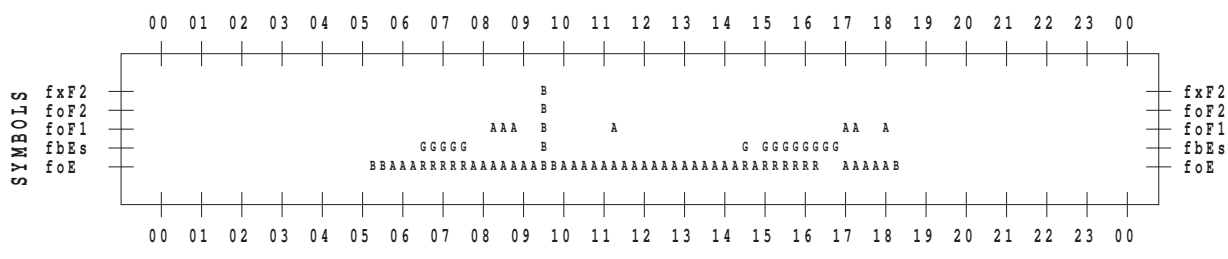 00 01 02 03 04 05 06 07 08 09 10 11 12 13 14 15 16 17 18 19 20 21 22 23 00
SYMBOLS
fxF2 B fxF2
foF2 B foF2
foF1 AAA B A AA A foF1
fbEs GGGGG B G GGGGGGGG fbEs
foE BBAAARRRRRAAAAAAABBAAAAAAAAAAAAAAAAAARARRRRRR AAAAAB foE
00 01 02 03 04 05 06 07 08 09 10 11 12 13 14 15 16 17 18 19 20 21 22 23 00